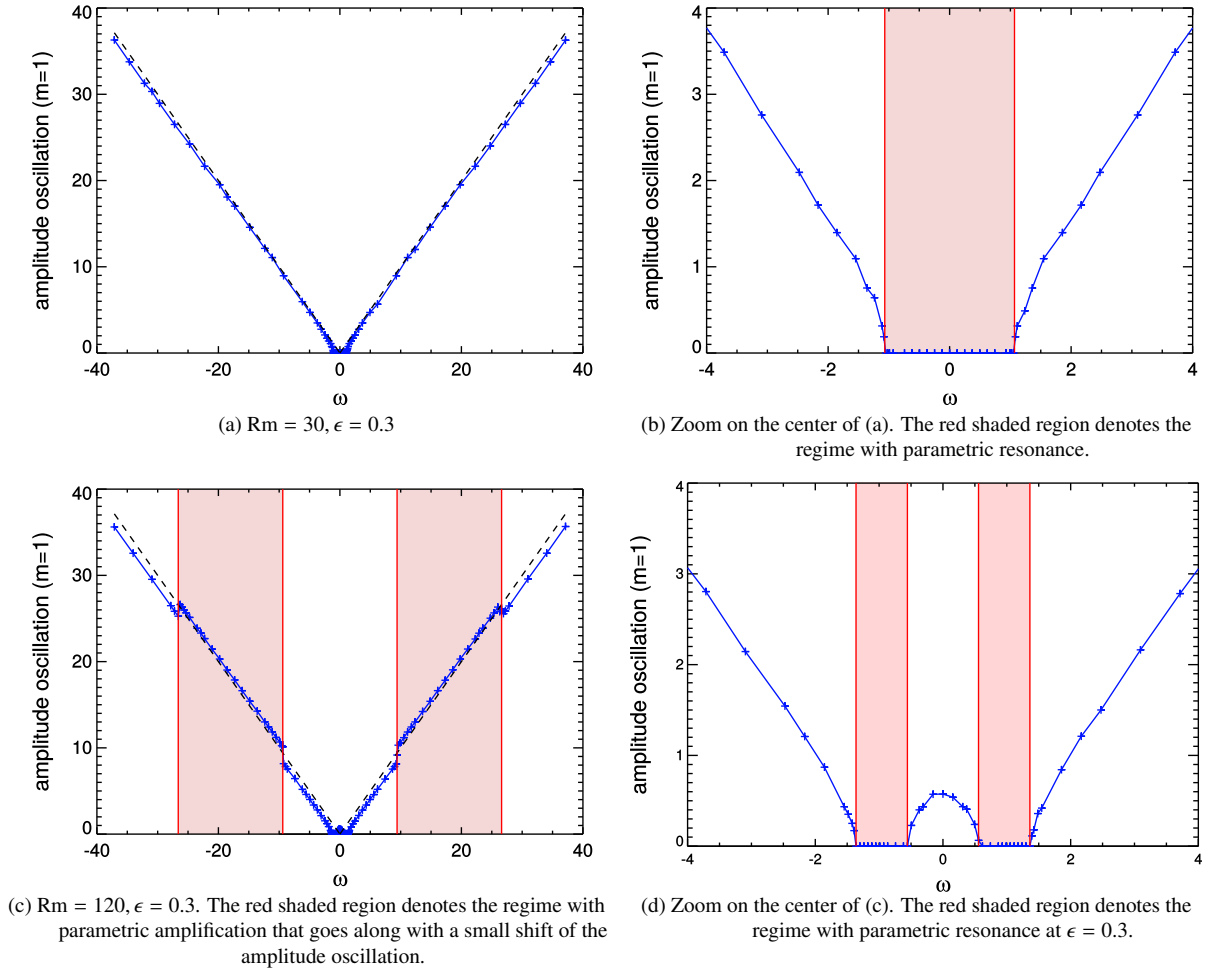 40
30
20
10
0
-40
-20
0
20
40
amplitude oscillation (m=1)
ω
(a) Rm = 30, ϵ = 0.3
4
3
2
1
0
-4
-2
0
2
4
amplitude oscillation (m=1)
ω
(b) Zoom on the center of (a). The red shaded region denotes the
regime with parametric resonance.
40
30
20
10
0
-40
-20
0
20
40
amplitude oscillation (m=1)
ω
(c) Rm = 120, ϵ = 0.3. The red shaded region denotes the regime with
parametric amplification that goes along with a small shift of the
amplitude oscillation.
4
3
2
1
0
-4
-2
0
2
4
amplitude oscillation (m=1)
ω
(d) Zoom on the center of (c). The red shaded region denotes the
regime with parametric resonance at ϵ = 0.3.